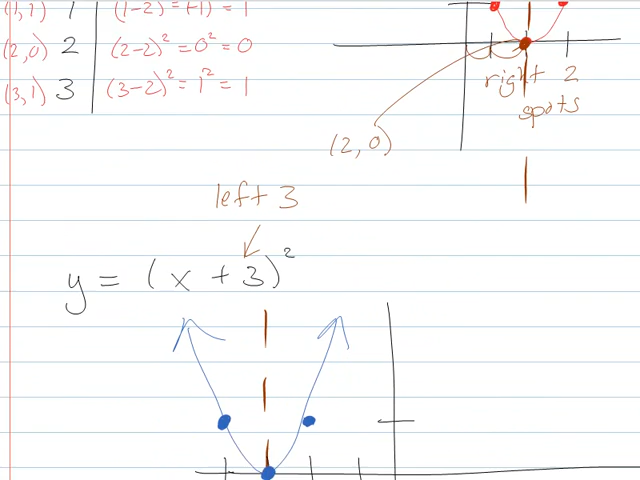 (1,1) 1 (1-2)² = (-1)² = 1
(2,0) 2 (2-2)² = 0² = 0
(3,1) 3 (3-2)² = 1² = 1
right 2
spots
(2,0)
left 3
y = (x + 3)²